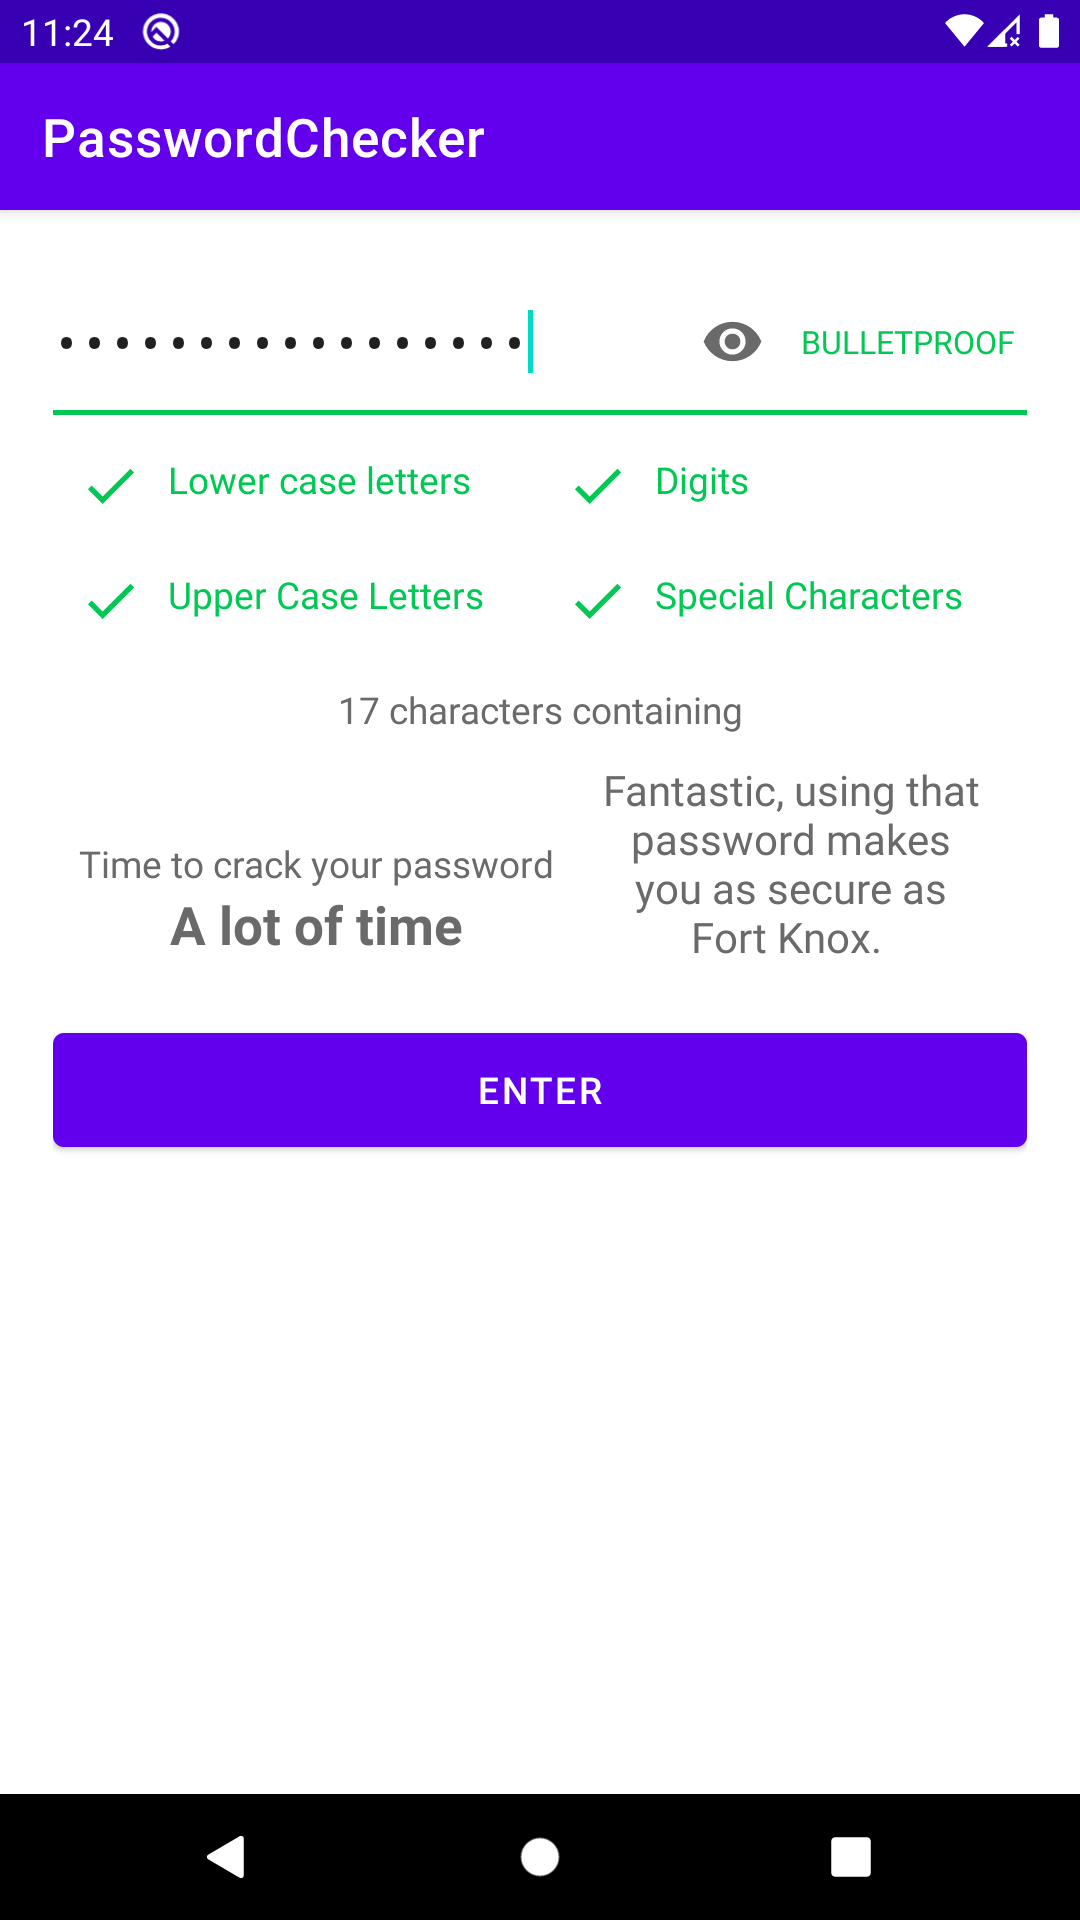 11:24
PasswordChecker
••••••••••••••••• BULLETPROOF
Lower case letters Digits
Upper Case Letters Special Characters
17 characters containing
Time to crack your password
A lot of time
Fantastic, using that
password makes
you as secure as
Fort Knox.
ENTER